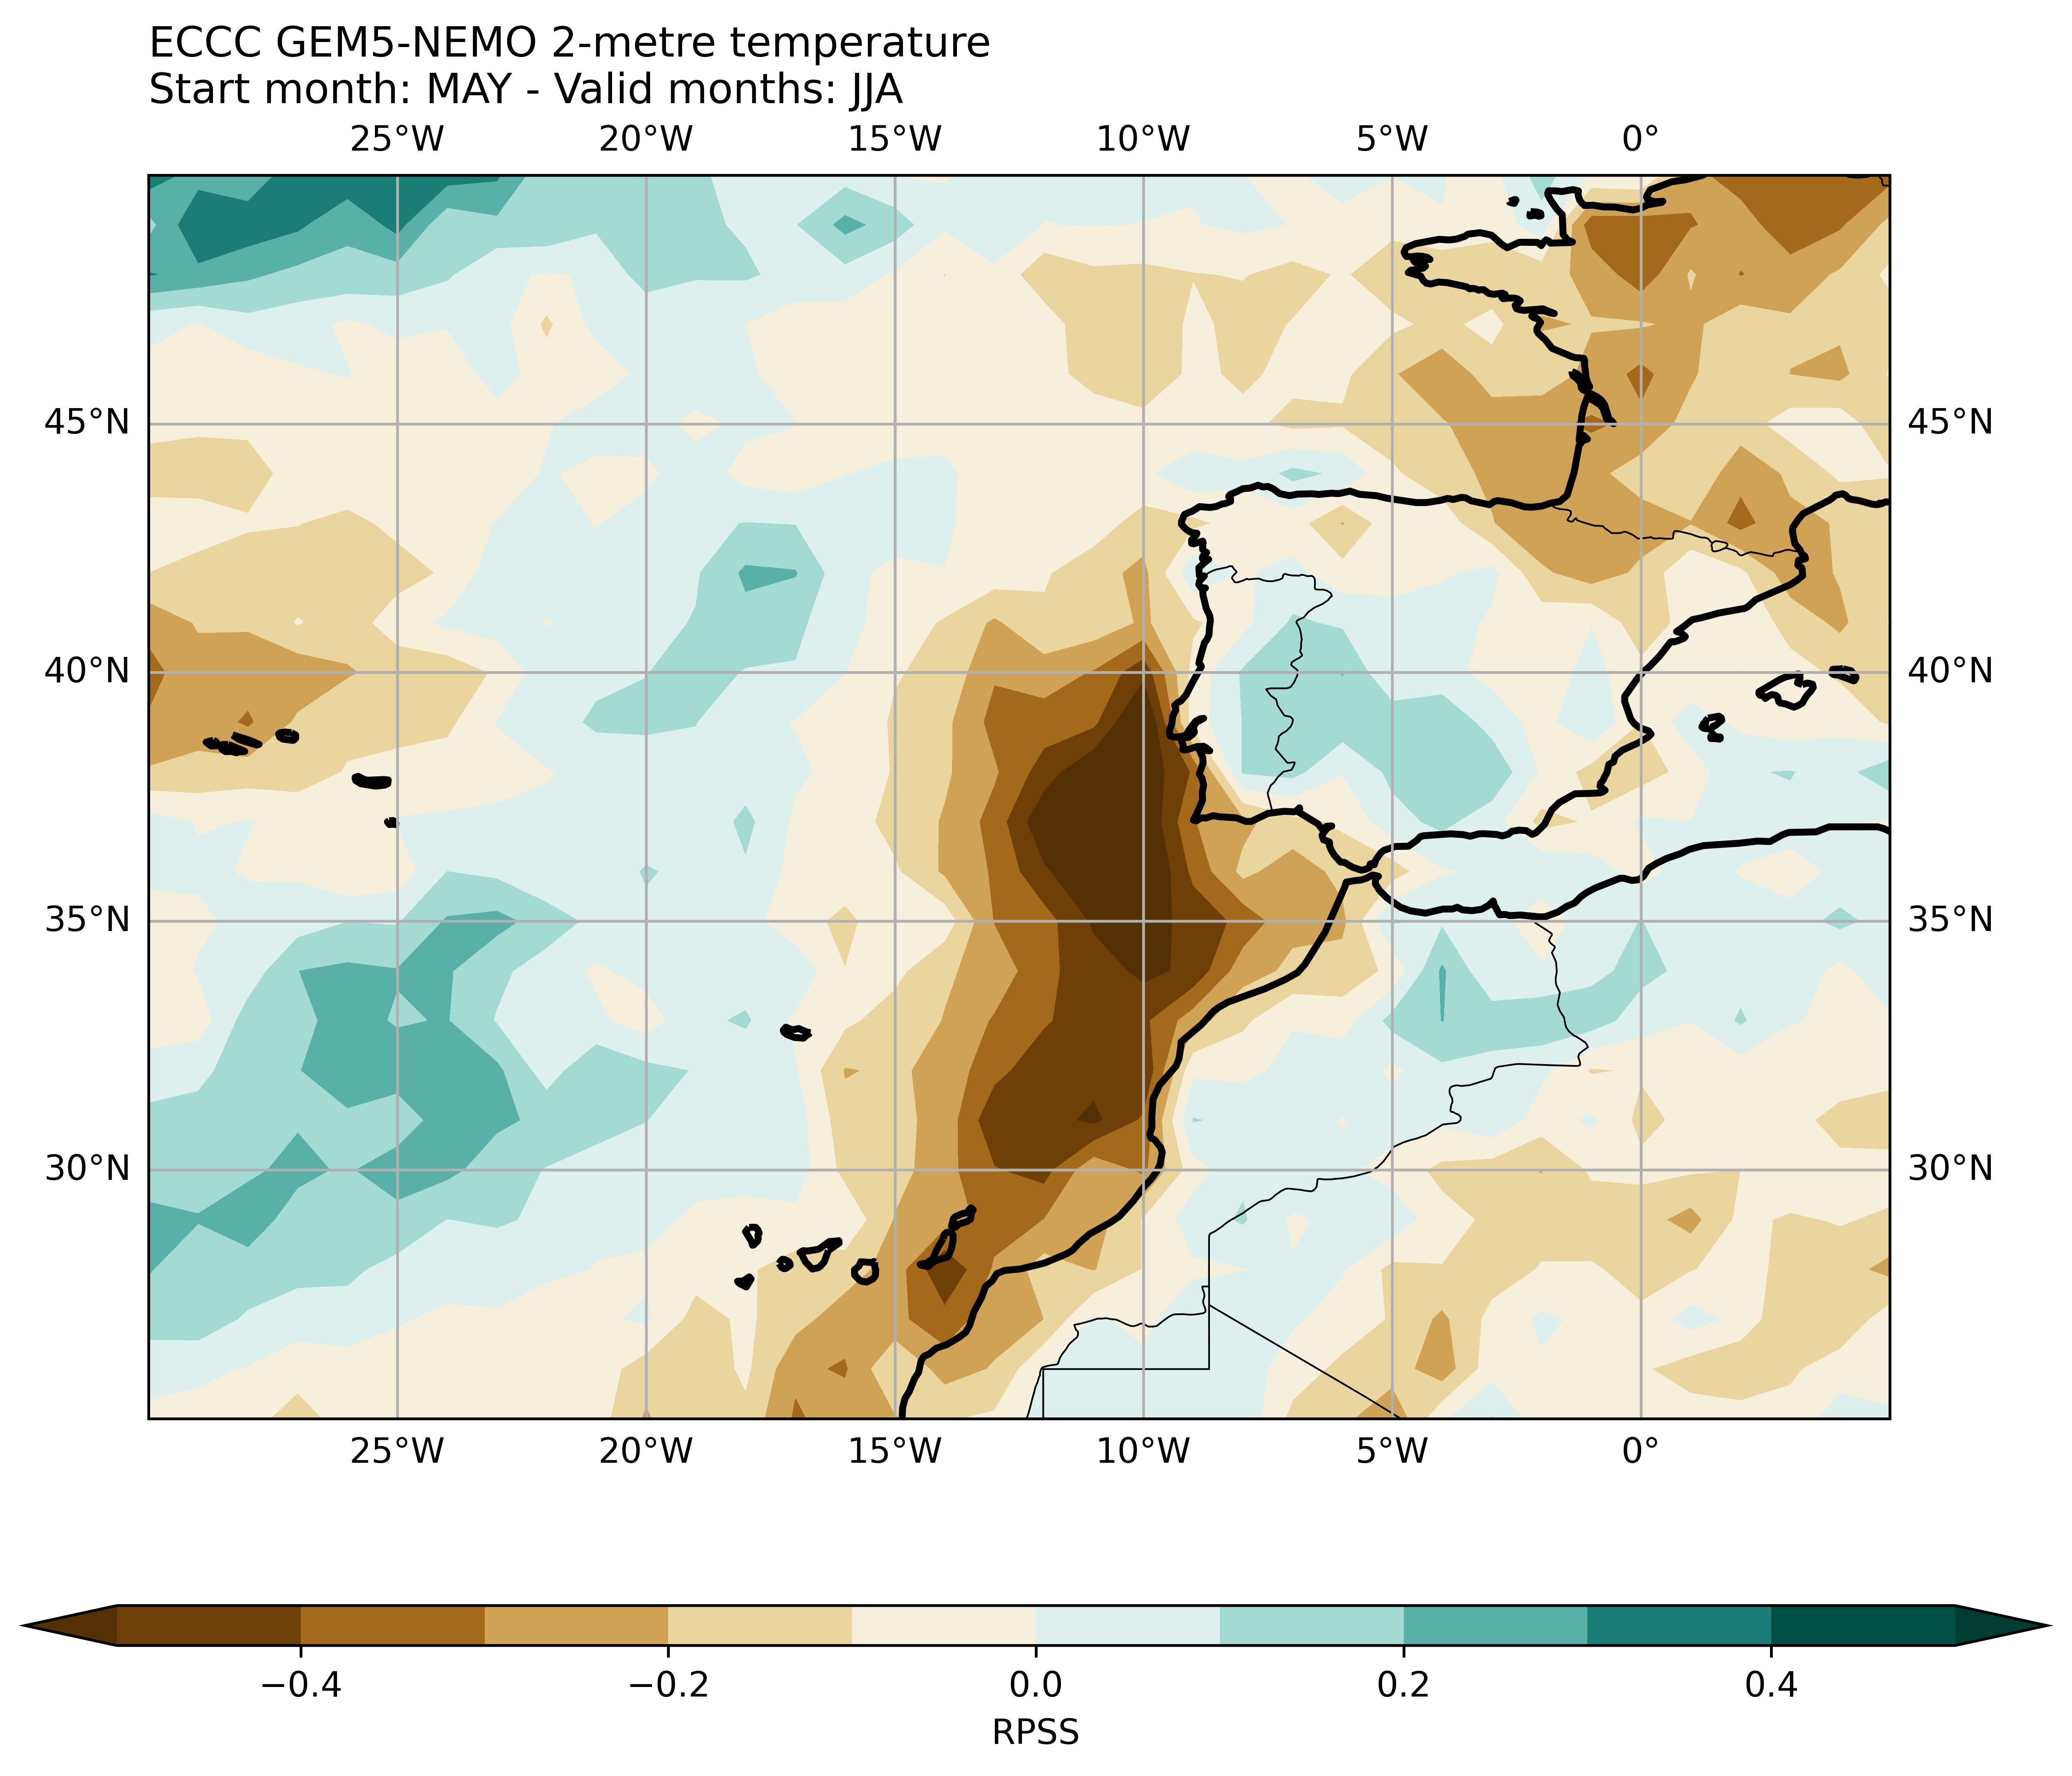 ECCC GEM5-NEMO 2-metre temperature
Start month: MAY - Valid months: JJA
25°W 20°W 15°W 10°W 5°W 0°
45°N 45°N
40°N 40°N
35°N 35°N
30°N 30°N
25°W 20°W 15°W 10°W 5°W 0°
−0.4 −0.2 0.0 0.2 0.4
RPSS